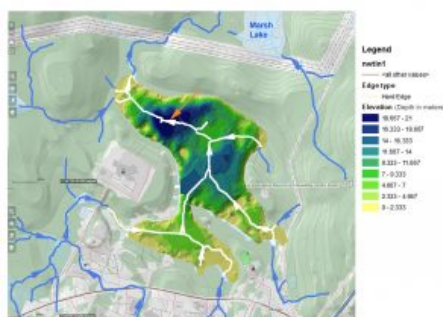 Marsh
Lake
Legend
nwtin1
<all other values>
Edge type
Hard Edge
Elevation (Depth in meters)
18.667 - 21
16.333 - 18.667
14 - 16.333
11.667 - 14
9.333 - 11.667
7 - 9.333
4.667 - 7
2.333 - 4.667
0 - 2.333